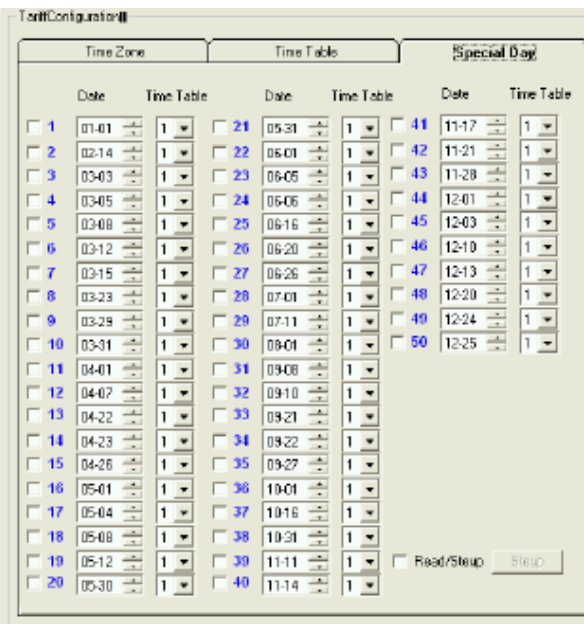 TariffConfiguration
Time Zone Time Table Special Day
Date Time Table Date Time Table Date Time Table
1 01-01 1 21 05-31 1 41 11-17 1
2 02-14 1 22 06-01 1 42 11-21 1
3 03-03 1 23 06-05 1 43 11-28 1
4 03-05 1 24 06-06 1 44 12-01 1
5 03-08 1 25 06-16 1 45 12-03 1
6 03-12 1 26 06-20 1 46 12-10 1
7 03-15 1 27 06-26 1 47 12-13 1
8 03-23 1 28 07-01 1 48 12-20 1
9 03-29 1 29 07-11 1 49 12-24 1
10 03-31 1 30 08-01 1 50 12-25 1
11 04-01 1 31 09-08 1
12 04-07 1 32 09-10 1
13 04-22 1 33 09-21 1
14 04-23 1 34 09-22 1
15 04-26 1 35 09-27 1
16 05-01 1 36 10-01 1
17 05-04 1 37 10-16 1
18 05-08 1 38 10-31 1
19 05-12 1 39 11-11 1 Read/Steup Steup
20 05-30 1 40 11-14 1